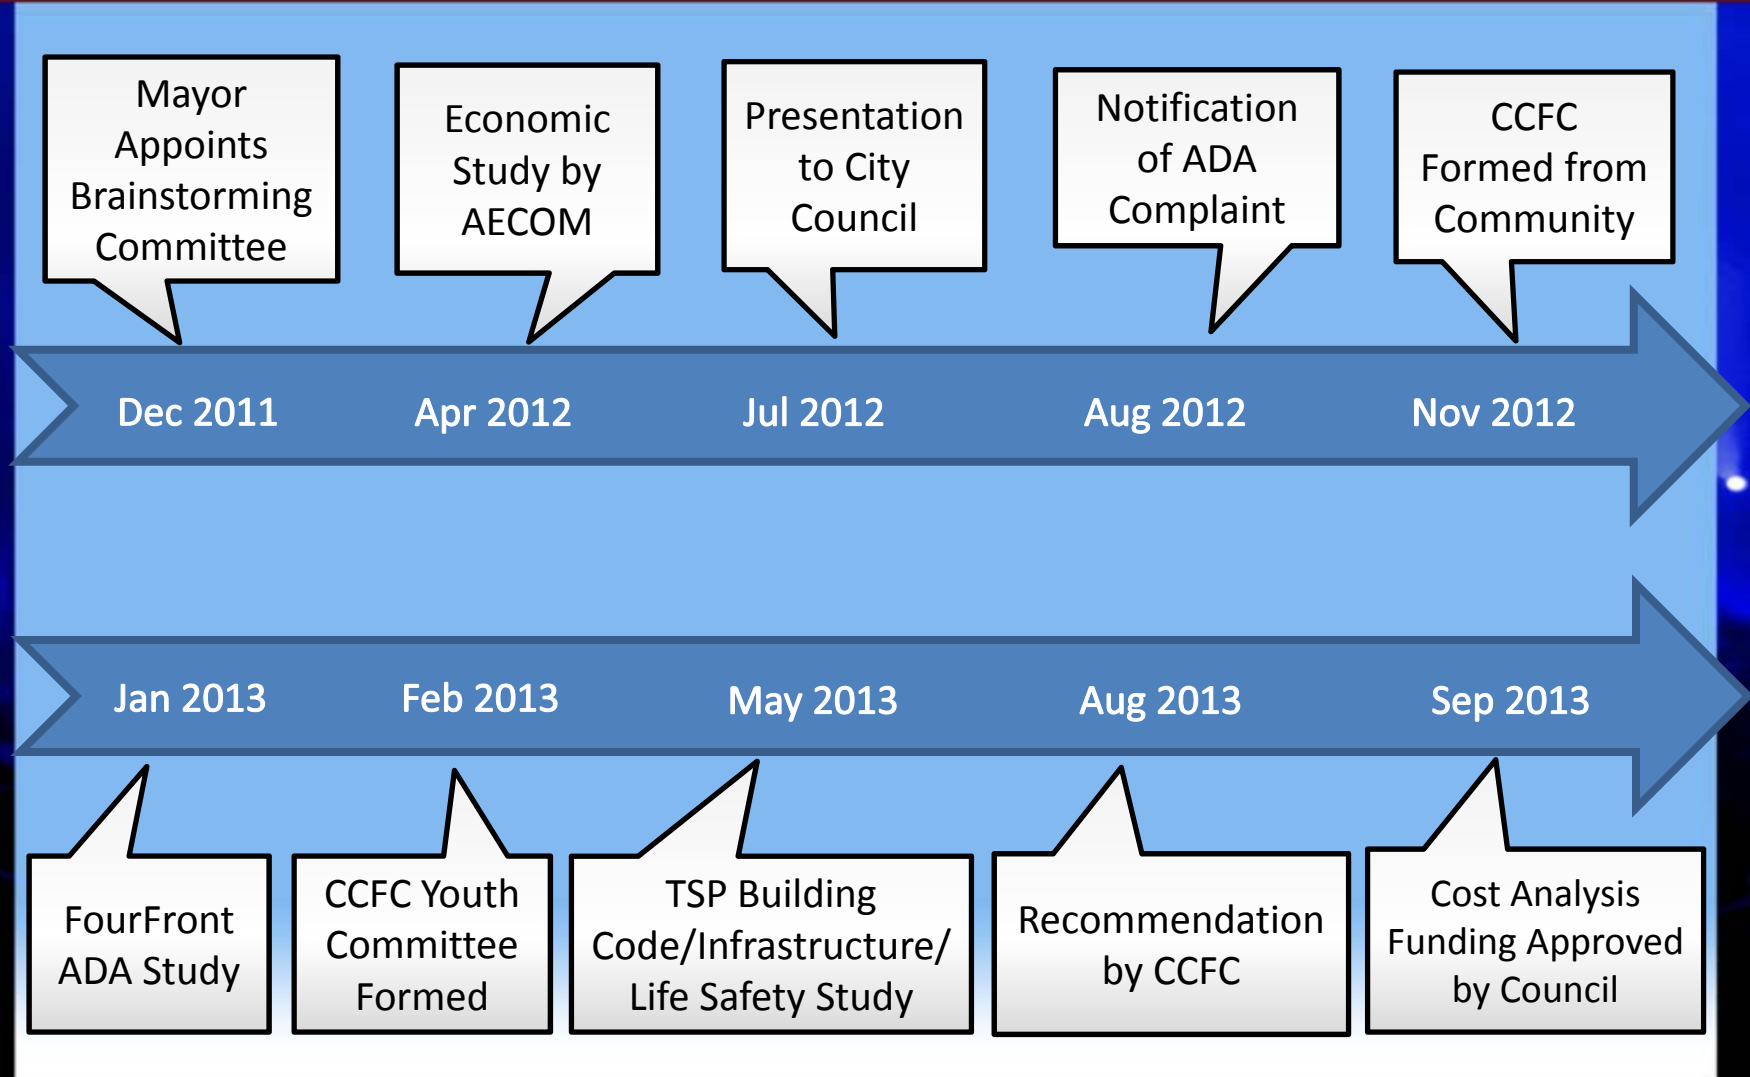 Mayor
Appoints
Brainstorming
Committee
Economic
Study by
AECOM
Presentation
to City
Council
Notification
of ADA
Complaint
CCFC
Formed from
Community
Dec 2011
Apr 2012
Jul 2012
Aug 2012
Nov 2012
Jan 2013
Feb 2013
May 2013
Aug 2013
Sep 2013
FourFront
ADA Study
CCFC Youth
Committee
Formed
TSP Building
Code/Infrastructure/
Life Safety Study
Recommendation
by CCFC
Cost Analysis
Funding Approved
by Council